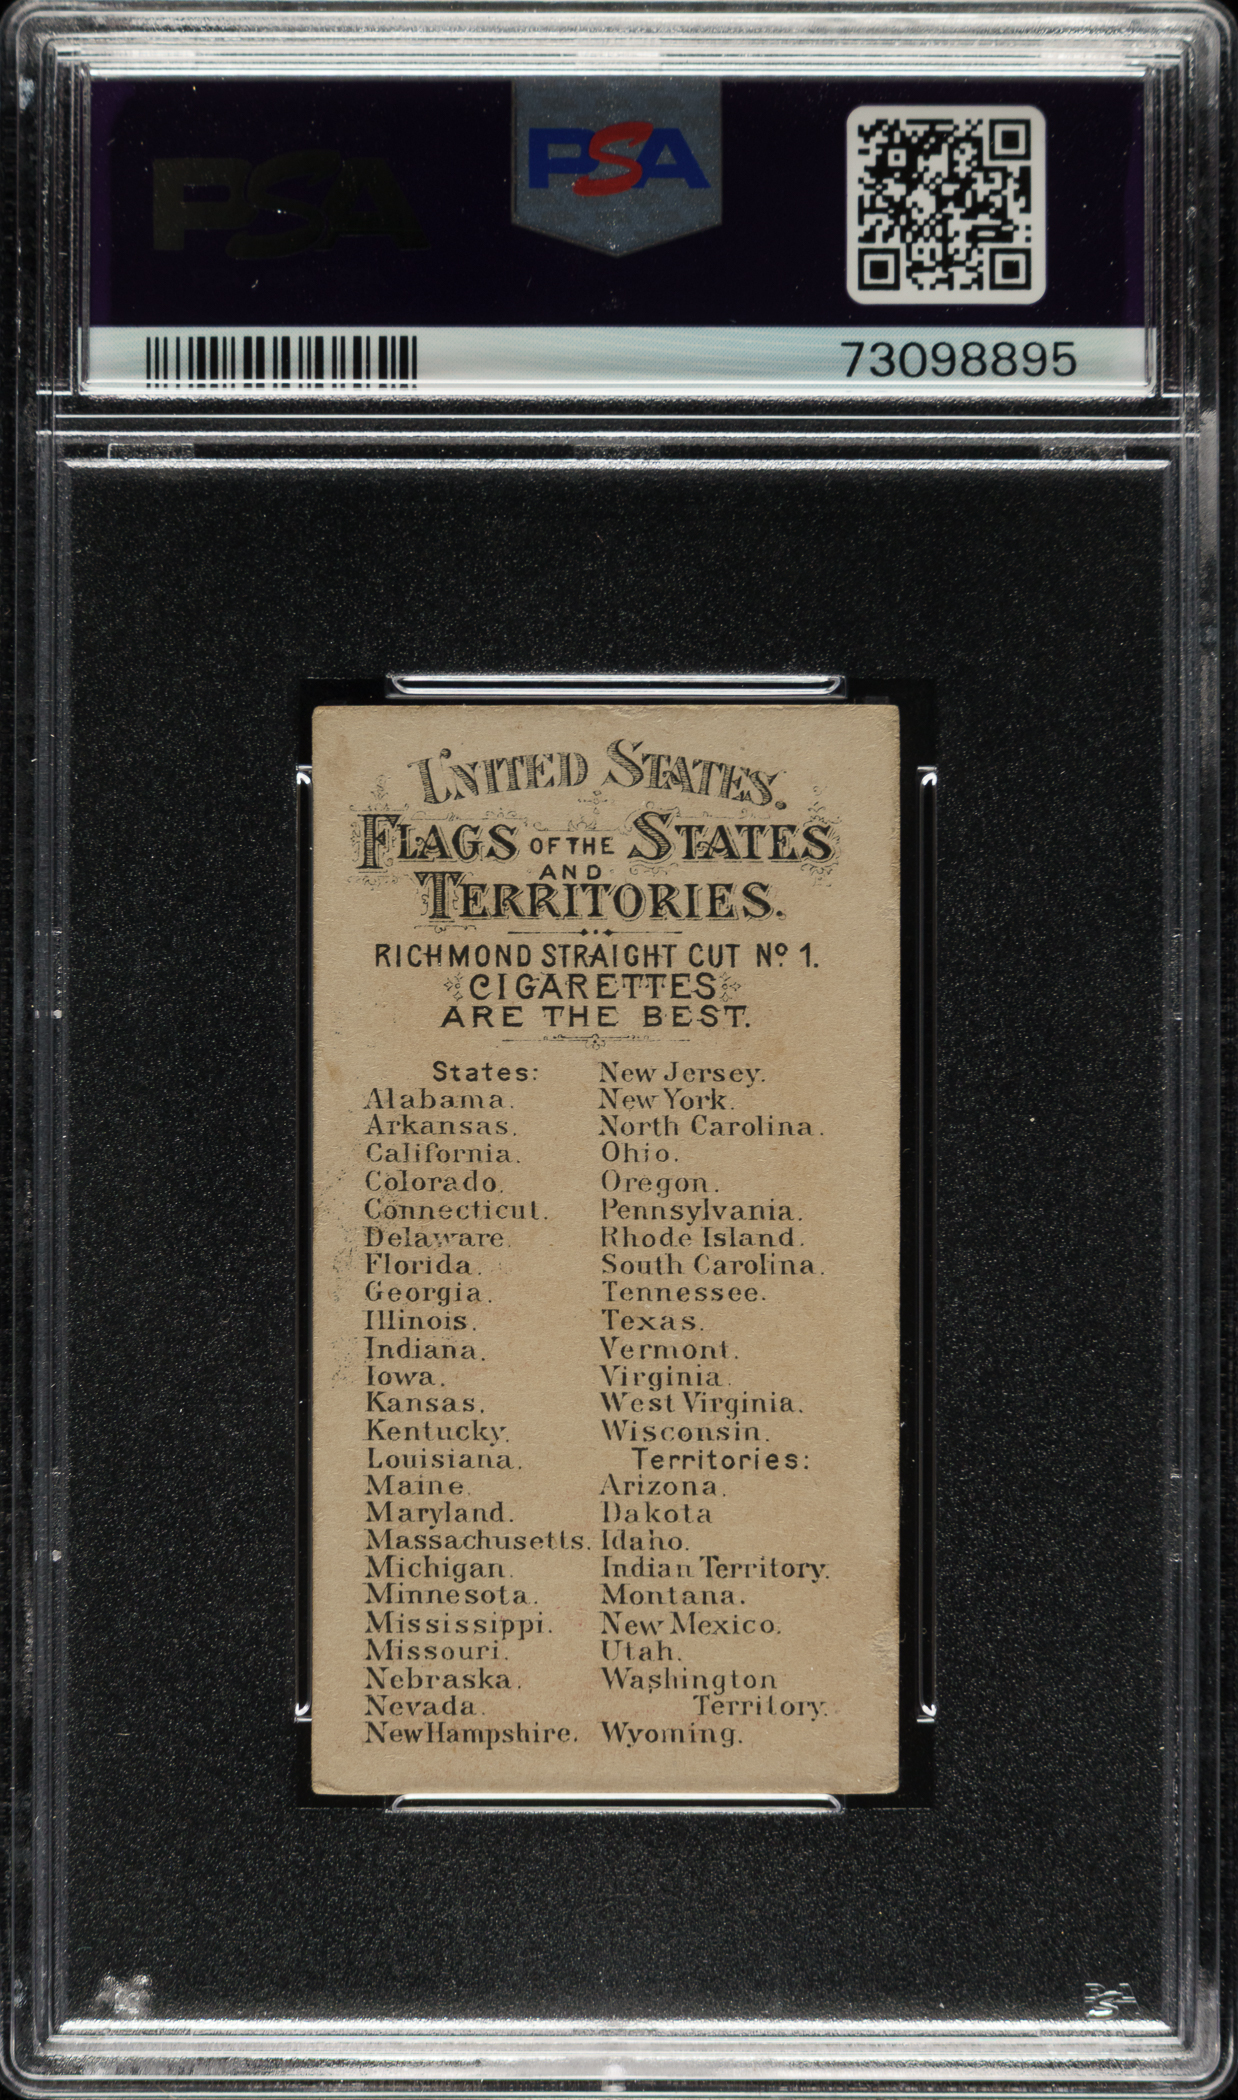 PSA
PSA
73098895
UNITED STATES.
FLAGS OF THE STATES
AND
TERRITORIES.
RICHMOND STRAIGHT CUT Nº 1.
CIGARETTES
ARE THE BEST.
States:
Alabama.
Arkansas.
California.
Colorado.
Connecticut.
Delaware.
Florida.
Georgia.
Illinois.
Indiana.
Iowa.
Kansas.
Kentucky.
Louisiana.
Maine.
Maryland.
Massachusetts.
Michigan.
Minnesota.
Mississippi.
Missouri.
Nebraska.
Nevada.
New Hampshire.
New Jersey.
New York.
North Carolina.
Ohio.
Oregon.
Pennsylvania.
Rhode Island.
South Carolina.
Tennessee.
Texas.
Vermont.
Virginia.
West Virginia.
Wisconsin.
Territories:
Arizona.
Dakota
Idaho.
Indian Territory.
Montana.
New Mexico.
Utah.
Washington
Territory.
Wyoming.
PSA